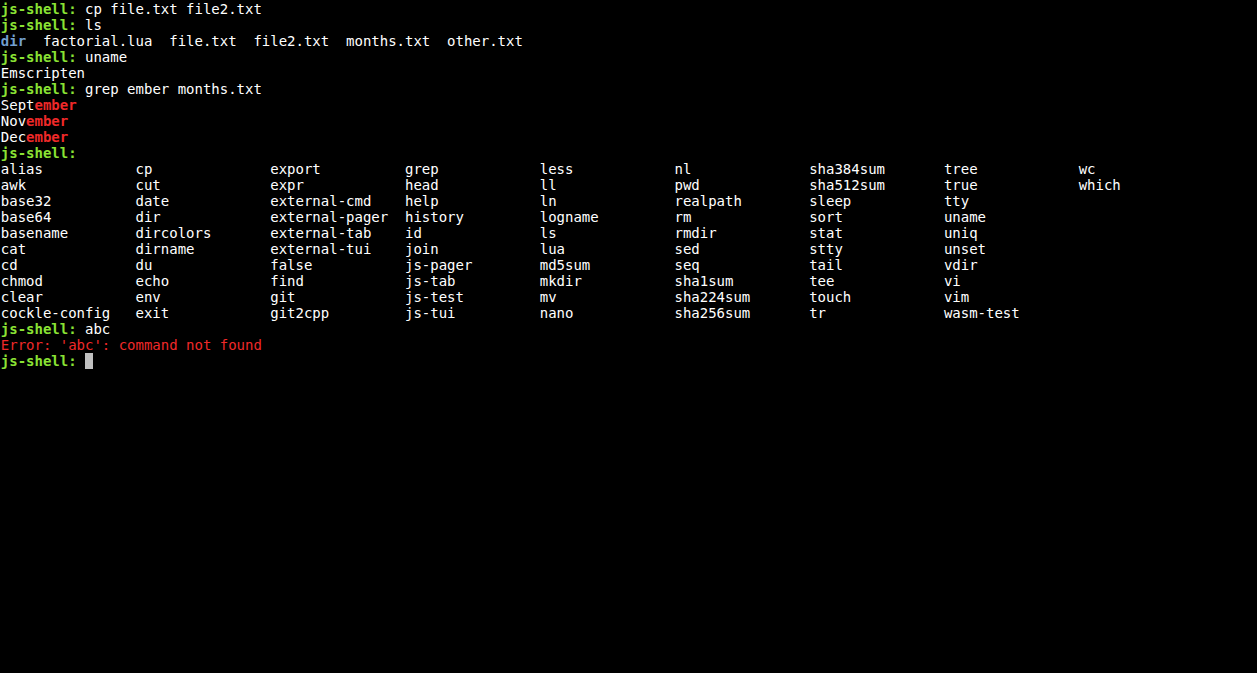 js-shell: cp file.txt file2.txt
js-shell: ls
dir  factorial.lua  file.txt  file2.txt  months.txt  other.txt
js-shell: uname
Emscripten
js-shell: grep ember months.txt
September
November
December
js-shell:
alias           cp              export          grep            less            nl              sha384sum       tree            wc
awk             cut             expr            head            ll              pwd             sha512sum       true            which
base32          date            external-cmd    help            ln              realpath        sleep           tty
base64          dir             external-pager  history         logname         rm              sort            uname
basename        dircolors       external-tab    id              ls              rmdir           stat            uniq
cat             dirname         external-tui    join            lua             sed             stty            unset
cd              du              false           js-pager        md5sum          seq             tail            vdir
chmod           echo            find            js-tab          mkdir           sha1sum         tee             vi
clear           env             git             js-test         mv              sha224sum       touch           vim
cockle-config   exit            git2cpp         js-tui          nano            sha256sum       tr              wasm-test
js-shell: abc
Error: 'abc': command not found
js-shell: